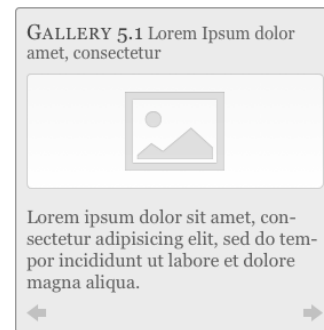 GALLERY 5.1 Lorem Ipsum dolor
amet, consectetur
Lorem ipsum dolor sit amet, con-
sectetur adipisicing elit, sed do tem-
por incididunt ut labore et dolore
magna aliqua.